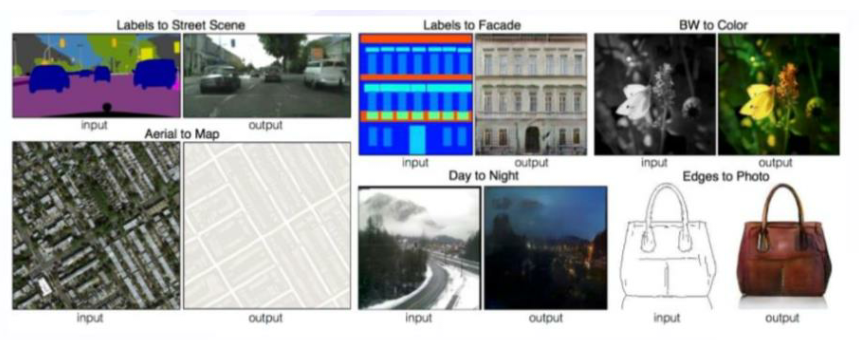 Labels to Street Scene
input
output
Labels to Facade
input
output
BW to Color
input
output
Aerial to Map
input
output
Day to Night
input
output
Edges to Photo
input
output